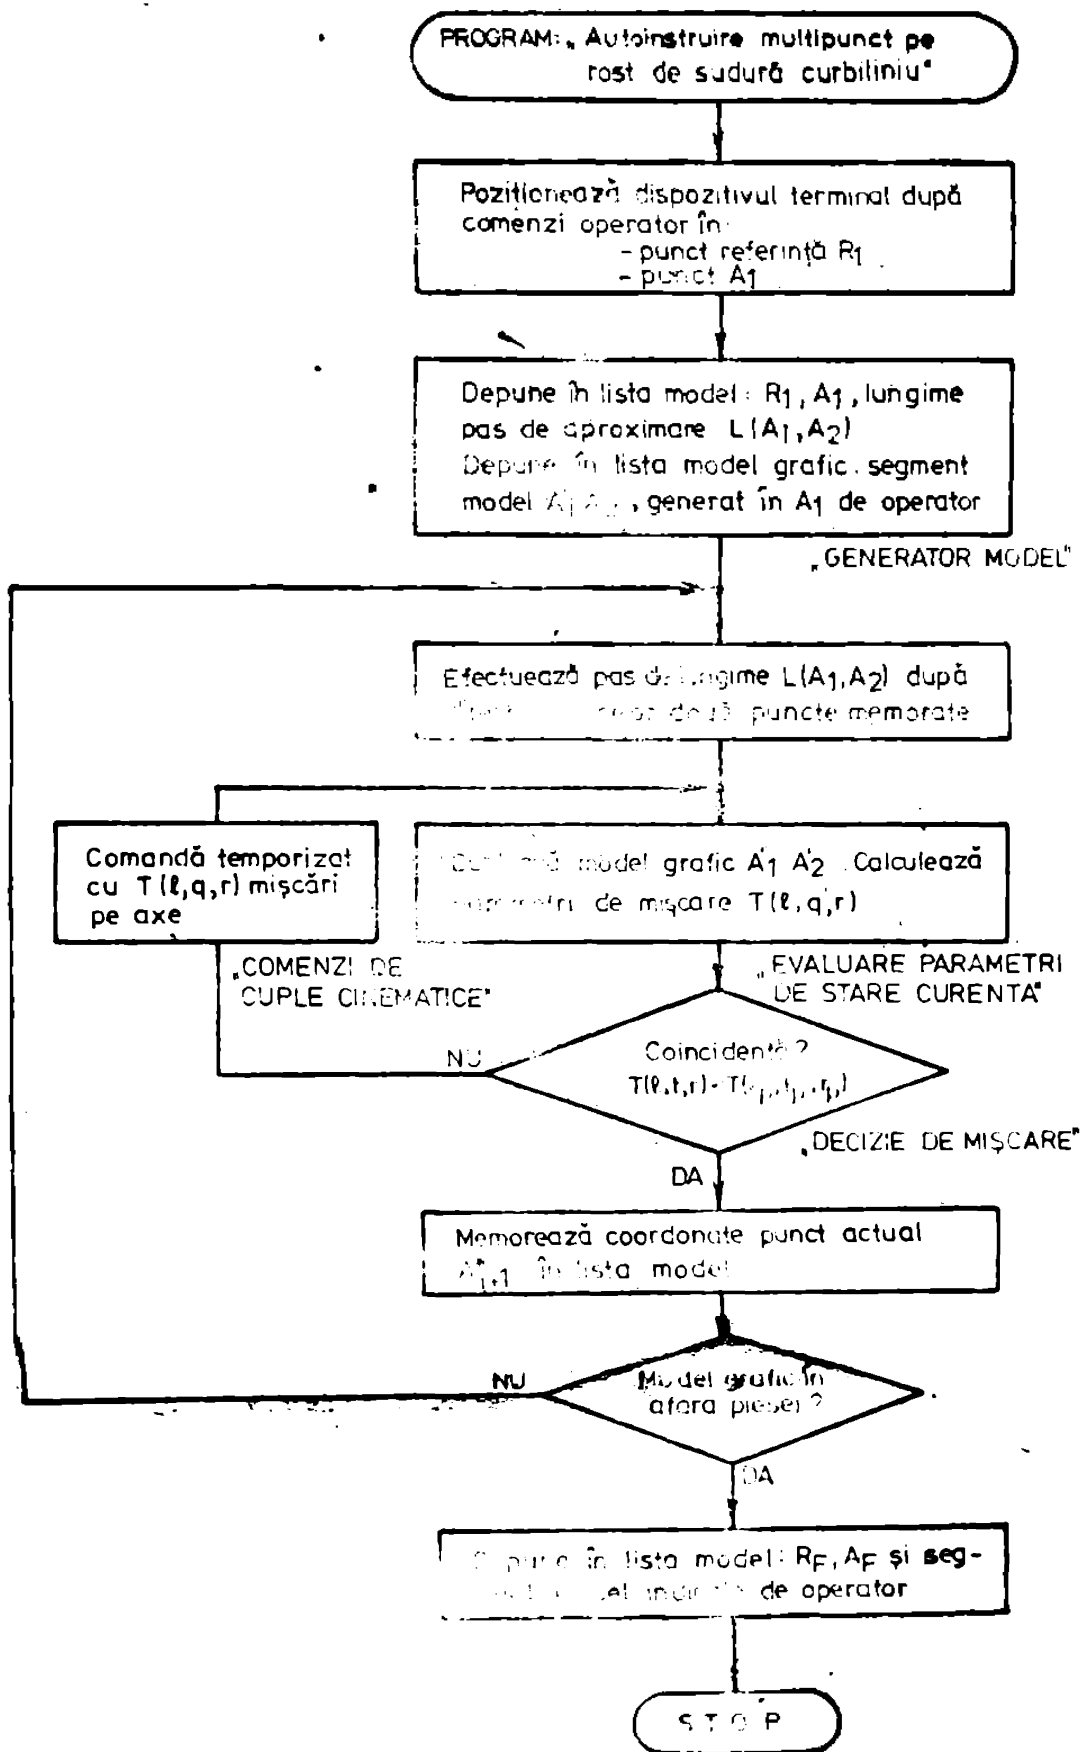 PROGRAM: „Autoinstruire multipunct pe
rost de sudură curbiliniu"
Poziționează dispozitivul terminal după
comenzi operator în:
- punct referință R1
- punct A1
Depune în lista model: R1, A1, lungime
pas de aproximare L(A1,A2)
Depune în lista model grafic: segment
model , generat în A1 de operator
„GENERATOR MODEL"
Efectuează pas de lungime L(A1,A2) după
două puncte memorate
Comandă temporizat
cu T(ℓ,q,r) mișcări
pe axe
model grafic A'1 A'2. Calculează
de mișcare T(ℓ,q,r)
„COMENZI DE
CUPLE CINEMATICE"
„EVALUARE PARAMETRI
DE STARE CURENTA"
NU
Coincidență?
T(ℓ,t,r)
„DECIZIE DE MIȘCARE"
DA
Memorează coordonate punct actual
în lista model
NU
Model grafic în
afara piesei?
DA
în lista model: RF, AF și seg-
de operator
STOP